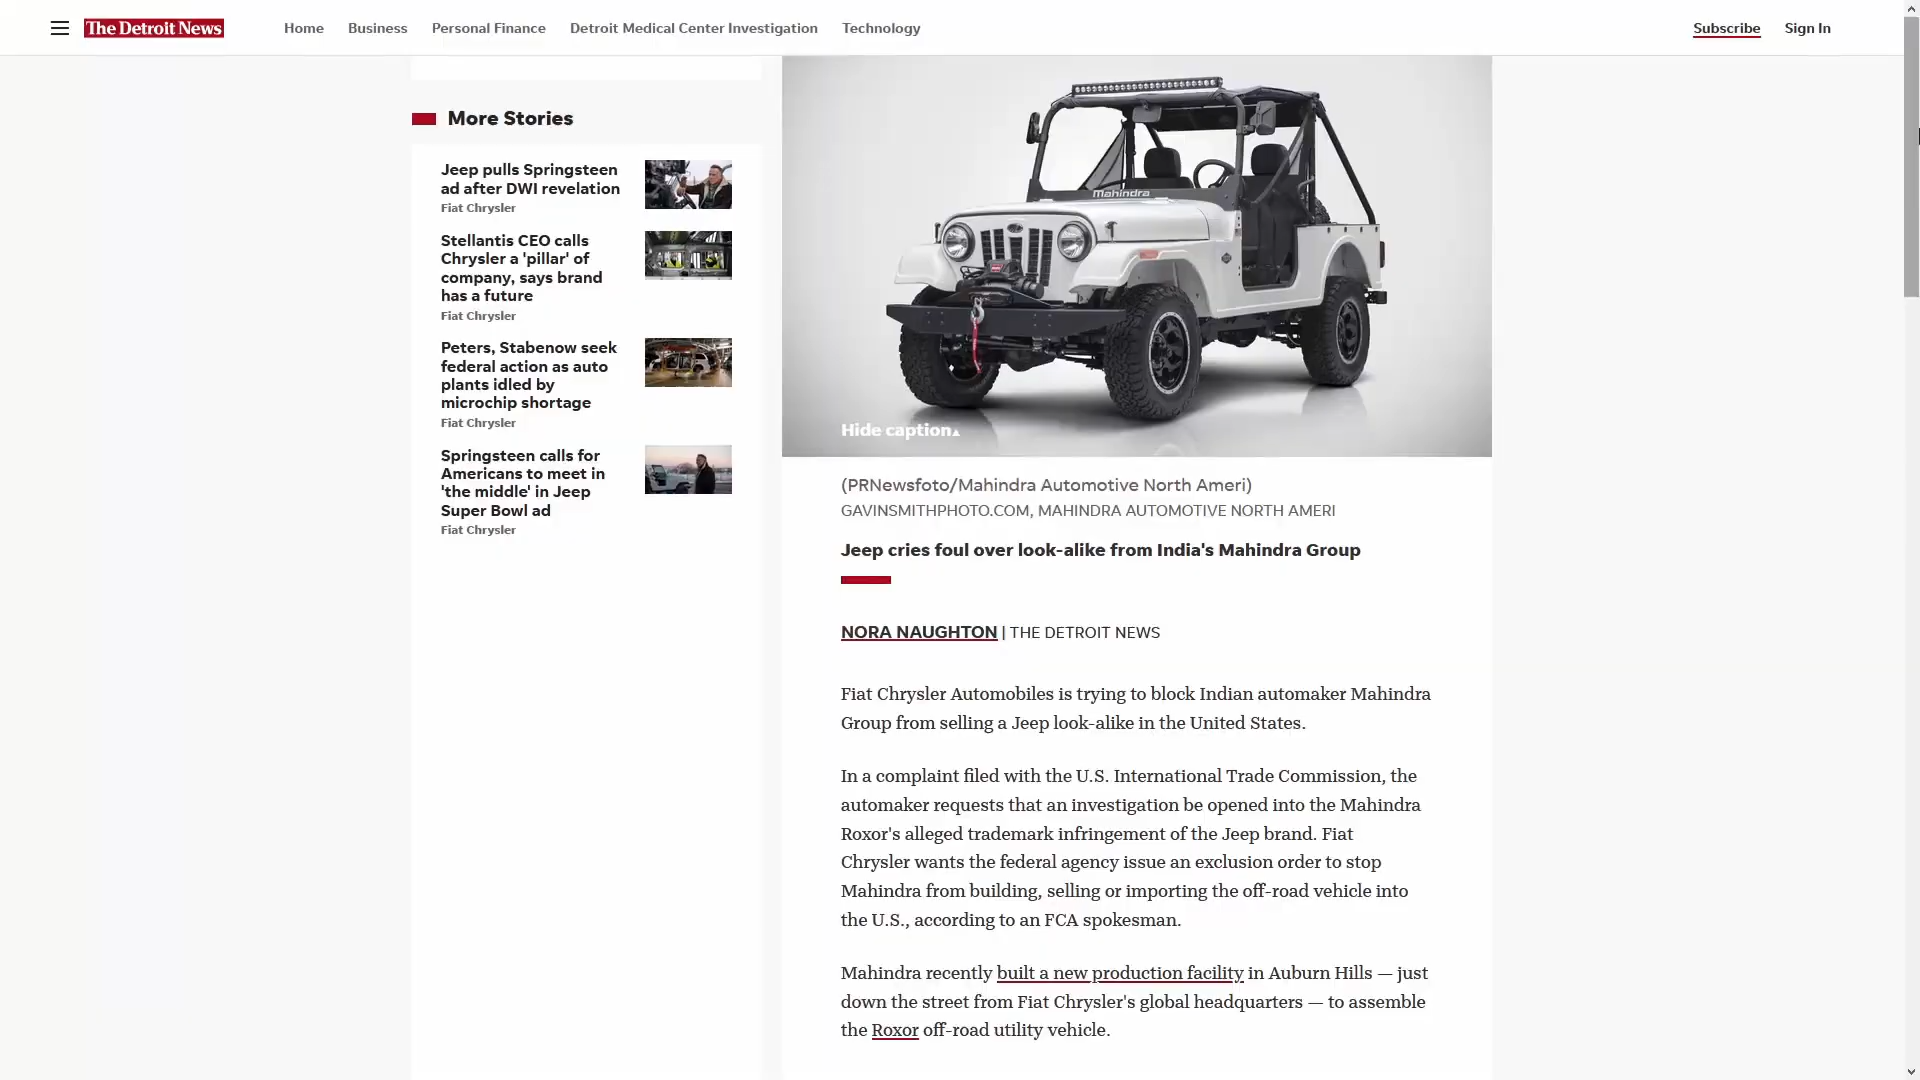 The Detroit News
Home
Business
Personal Finance
Detroit Medical Center Investigation
Technology
Subscribe
Sign In
More Stories
Jeep pulls Springsteen
ad after DWI revelation
Fiat Chrysler
Stellantis CEO calls
Chrysler a 'pillar' of
company, says brand
has a future
Fiat Chrysler
Peters, Stabenow seek
federal action as auto
plants idled by
microchip shortage
Fiat Chrysler
Springsteen calls for
Americans to meet in
'the middle' in Jeep
Super Bowl ad
Fiat Chrysler
Mahindra
Hide caption
(PRNewsfoto/Mahindra Automotive North Ameri)
GAVINSMITHPHOTO.COM, MAHINDRA AUTOMOTIVE NORTH AMERI
Jeep cries foul over look-alike from India's Mahindra Group
NORA NAUGHTON | THE DETROIT NEWS
Fiat Chrysler Automobiles is trying to block Indian automaker Mahindra
Group from selling a Jeep look-alike in the United States.
In a complaint filed with the U.S. International Trade Commission, the
automaker requests that an investigation be opened into the Mahindra
Roxor's alleged trademark infringement of the Jeep brand. Fiat
Chrysler wants the federal agency issue an exclusion order to stop
Mahindra from building, selling or importing the off-road vehicle into
the U.S., according to an FCA spokesman.
Mahindra recently built a new production facility in Auburn Hills — just
down the street from Fiat Chrysler's global headquarters — to assemble
the Roxor off-road utility vehicle.